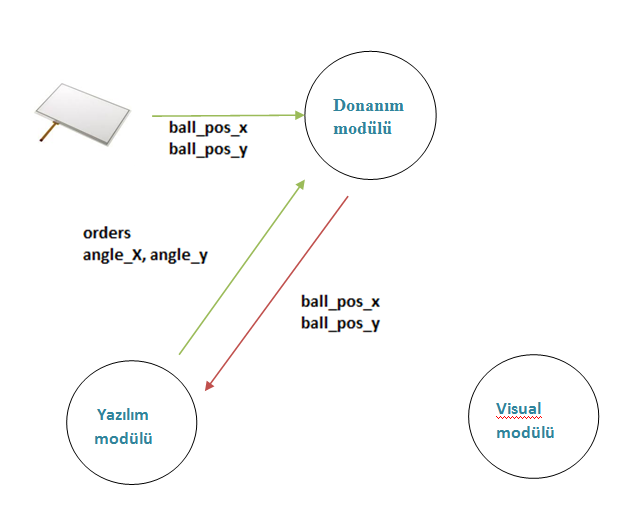 Donanım
modülü
ball_pos_x
ball_pos_y
orders
angle_X, angle_y
ball_pos_x
ball_pos_y
Yazılım
modülü
Visual
modülü